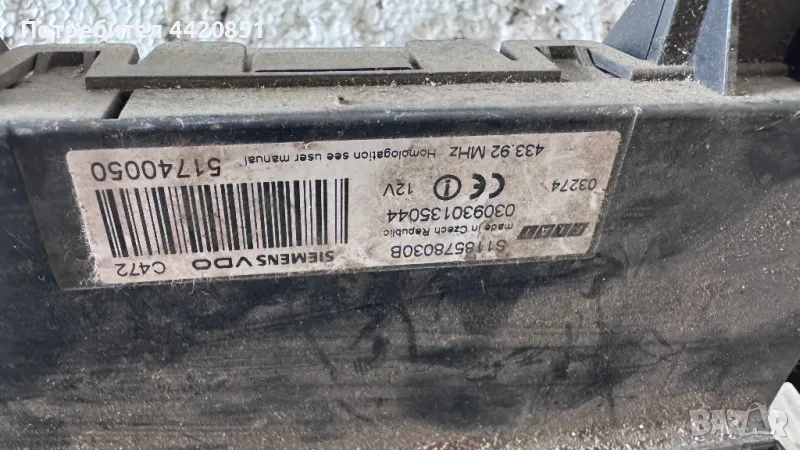 Потребител 4420891
FIAT
S118578030B
made in Czech Republic
SIEMENS VDO
C472
030930135044
03274
12V
433.92 MHz Homologation see user manual
51740050
BAZAR